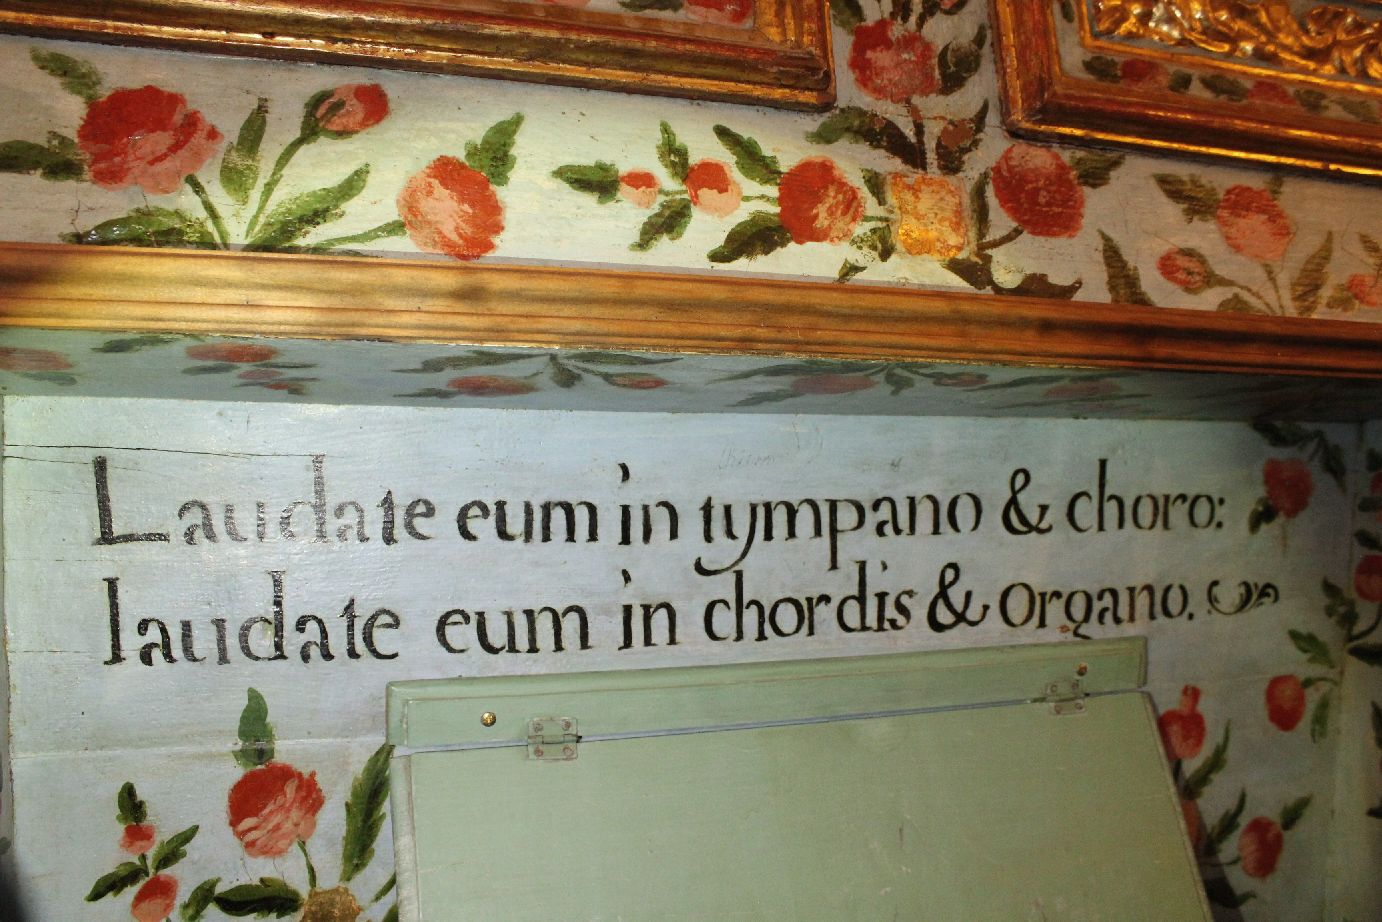 Laudate eum in tympano & choro:
laudate eum in chordis & organo.